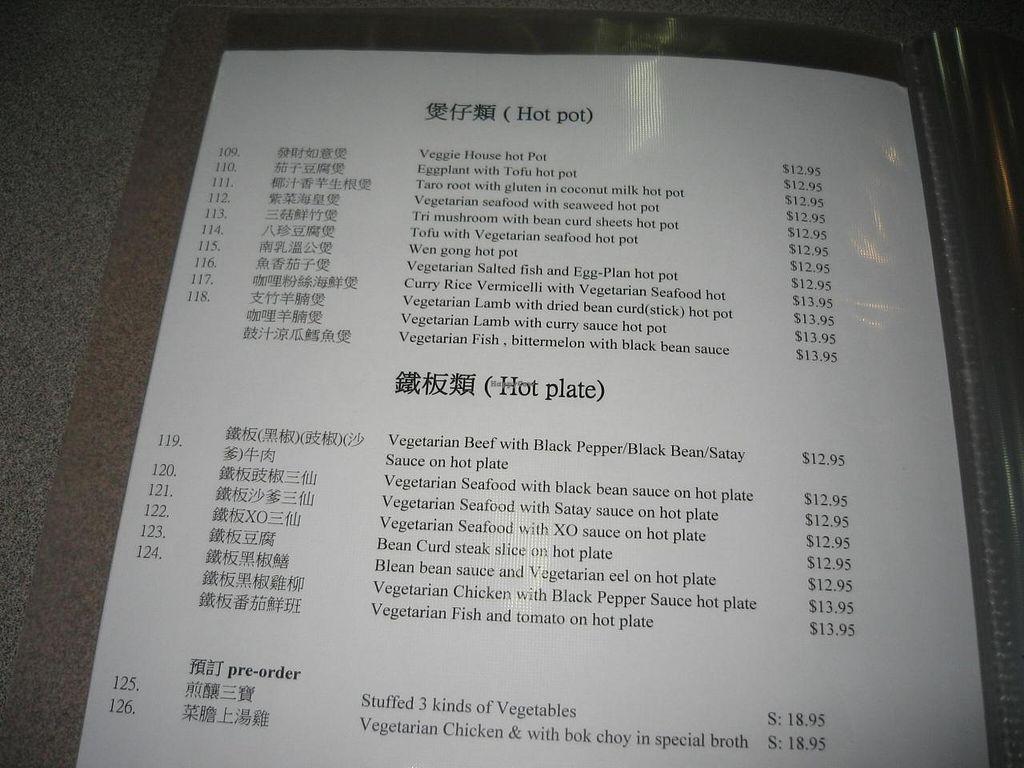 煲仔類 ( Hot pot)
109. 發財如意煲 Veggie House hot Pot $12.95
110. 茄子豆腐煲 Eggplant with Tofu hot pot $12.95
111. 椰汁香芋生根煲 Taro root with gluten in coconut milk hot pot $12.95
112. 紫菜海皇煲 Vegetarian seafood with seaweed hot pot $12.95
113. 三菇鮮竹煲 Tri mushroom with bean curd sheets hot pot $12.95
114. 八珍豆腐煲 Tofu with Vegetarian seafood hot pot $12.95
115. 南乳溫公煲 Wen gong hot pot $12.95
116. 魚香茄子煲 Vegetarian Salted fish and Egg-Plan hot pot $12.95
117. 咖哩粉絲海鮮煲 Curry Rice Vermicelli with Vegetarian Seafood hot $13.95
118. 支竹羊腩煲 Vegetarian Lamb with dried bean curd(stick) hot pot $13.95
咖哩羊腩煲 Vegetarian Lamb with curry sauce hot pot $13.95
鼓汁涼瓜鱈魚煲 Vegetarian Fish , bittermelon with black bean sauce $13.95
鐵板類 ( Hot plate)
119. 鐵板(黑椒)(豉椒)(沙 Vegetarian Beef with Black Pepper/Black Bean/Satay $12.95
爹)牛肉 Sauce on hot plate
120. 鐵板豉椒三仙 Vegetarian Seafood with black bean sauce on hot plate $12.95
121. 鐵板沙爹三仙 Vegetarian Seafood with Satay sauce on hot plate $12.95
122. 鐵板XO三仙 Vegetarian Seafood with XO sauce on hot plate $12.95
123. 鐵板豆腐 Bean Curd steak slice on hot plate $12.95
124. 鐵板黑椒鱔 Blean bean sauce and Vegetarian eel on hot plate $12.95
鐵板黑椒雞柳 Vegetarian Chicken with Black Pepper Sauce hot plate $13.95
鐵板番茄鮮班 Vegetarian Fish and tomato on hot plate $13.95
預訂 pre-order
125. 煎釀三寶 Stuffed 3 kinds of Vegetables S: 18.95
126. 菜膽上湯雞 Vegetarian Chicken & with bok choy in special broth S: 18.95